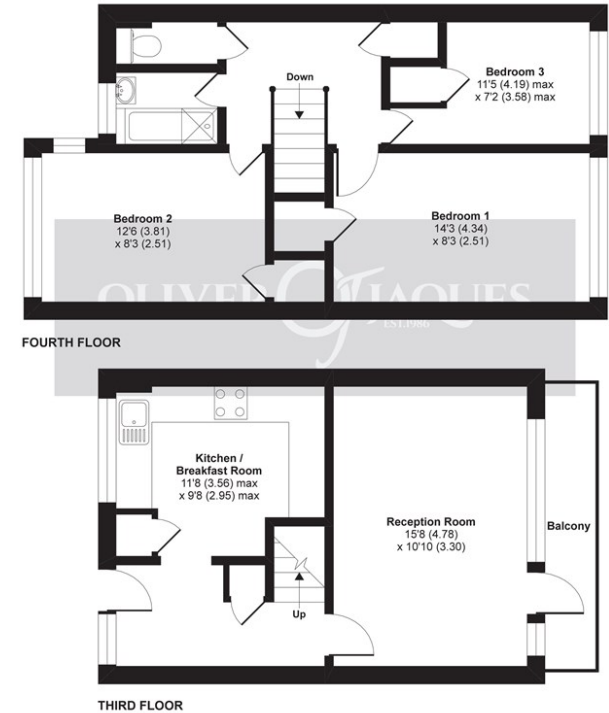 Down
Bedroom 3
11'5 (4.19) max
x 7'2 (3.58) max
Bedroom 2
12'6 (3.81)
x 8'3 (2.51)
Bedroom 1
14'3 (4.34)
x 8'3 (2.51)
OLIVER JAQUES
EST.1986
FOURTH FLOOR
Kitchen /
Breakfast Room
11'8 (3.56) max
x 9'8 (2.95) max
Reception Room
15'8 (4.78)
x 10'10 (3.30)
Balcony
Up
THIRD FLOOR